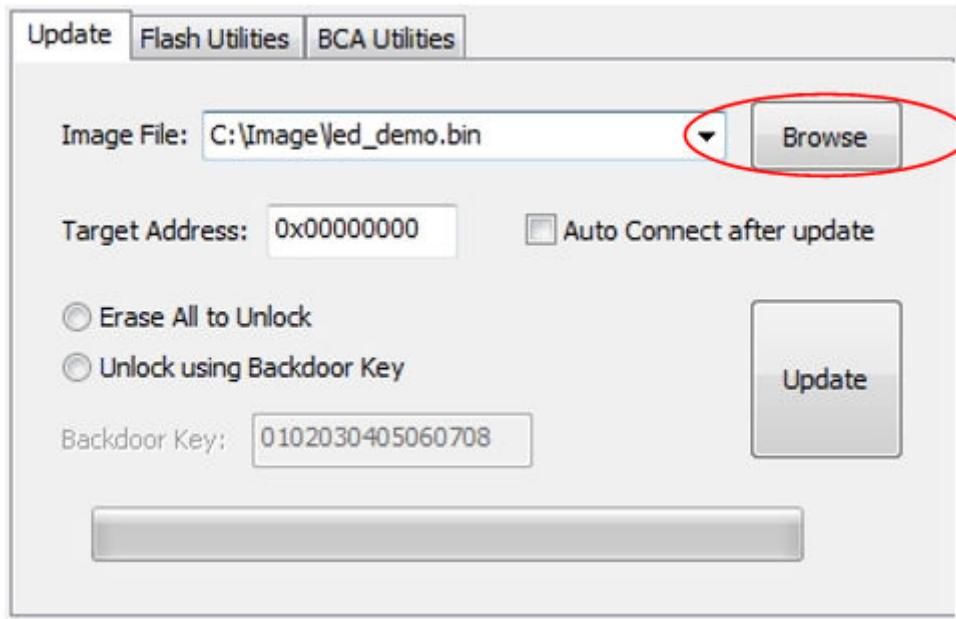 Update Flash Utilities BCA Utilities
Image File: C:\Image\led_demo.bin Browse
Target Address: 0x00000000 Auto Connect after update
Erase All to Unlock
Unlock using Backdoor Key
Update
Backdoor Key: 0102030405060708